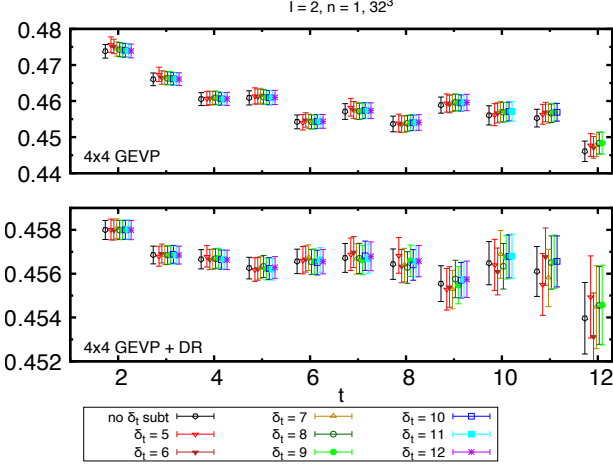 I = 2, n = 1, 32³
0.48
0.47
0.46
0.45
0.44
4x4 GEVP
0.458
0.456
0.454
0.452
4x4 GEVP + DR
2 4 6 8 10 12
t
no δt subt δt = 7 δt = 10
δt = 5 δt = 8 δt = 11
δt = 6 δt = 9 δt = 12